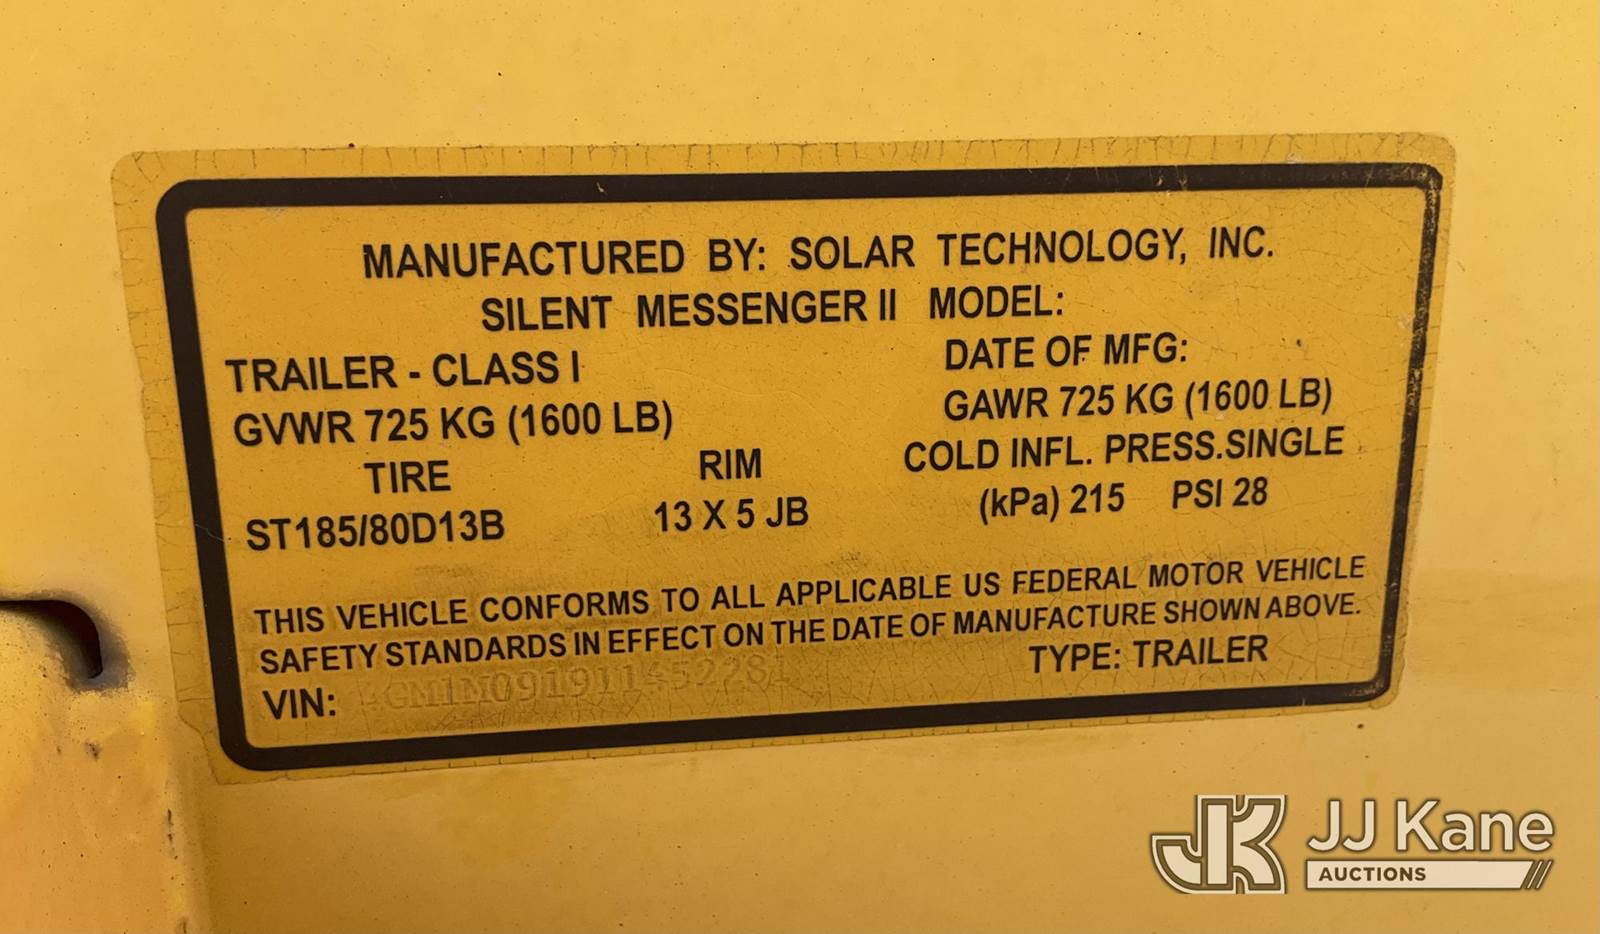 MANUFACTURED BY: SOLAR TECHNOLOGY, INC.
SILENT MESSENGER II MODEL:
TRAILER - CLASS I DATE OF MFG:
GVWR 725 KG (1600 LB) GAWR 725 KG (1600 LB)
TIRE RIM COLD INFL. PRESS.SINGLE
ST185/80D13B 13 X 5 JB (kPa) 215 PSI 28
THIS VEHICLE CONFORMS TO ALL APPLICABLE US FEDERAL MOTOR VEHICLE
SAFETY STANDARDS IN EFFECT ON THE DATE OF MANUFACTURE SHOWN ABOVE.
VIN: TYPE: TRAILER
JK JJ Kane
AUCTIONS